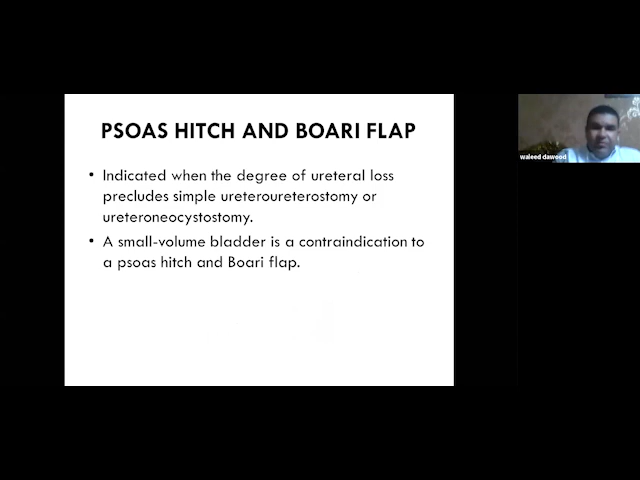 PSOAS HITCH AND BOARI FLAP
• Indicated when the degree of ureteral loss
precludes simple ureteroureterostomy or
ureteroneocystostomy.
• A small-volume bladder is a contraindication to
a psoas hitch and Boari flap.
waleed dawood